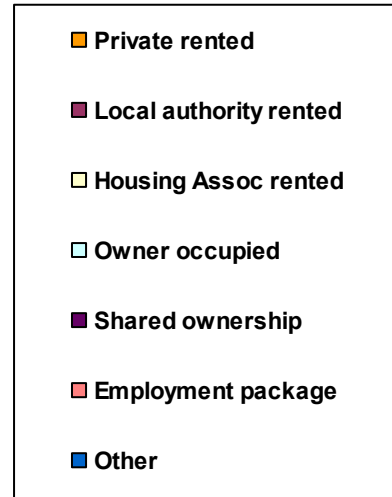 Private rented
Local authority rented
Housing Assoc rented
Owner occupied
Shared ownership
Employment package
Other